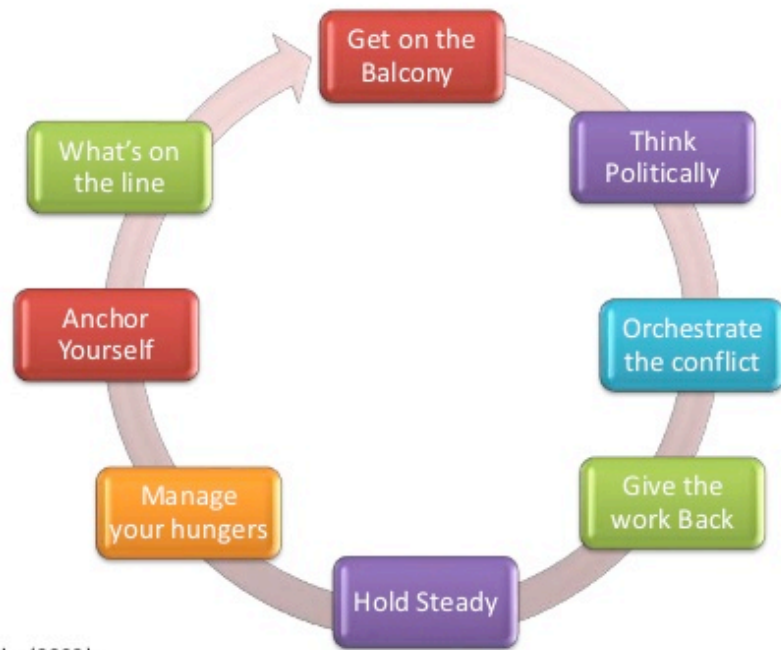 Get on the
Balcony
Think
Politically
Orchestrate
the conflict
Give the
work Back
Hold Steady
Manage
your hungers
Anchor
Yourself
What's on
the line